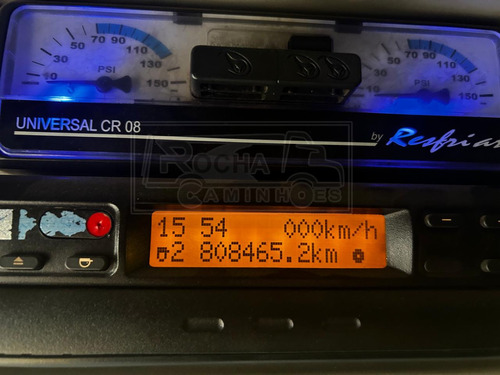 70 90
50 110
30 130
10 150
PSI
70 90
50 110
30 130
10 150
PSI
UNIVERSAL CR 08
by Resfriar
ROCHA
CAMINHÕES
15 54 000km/h
2 808465.2km